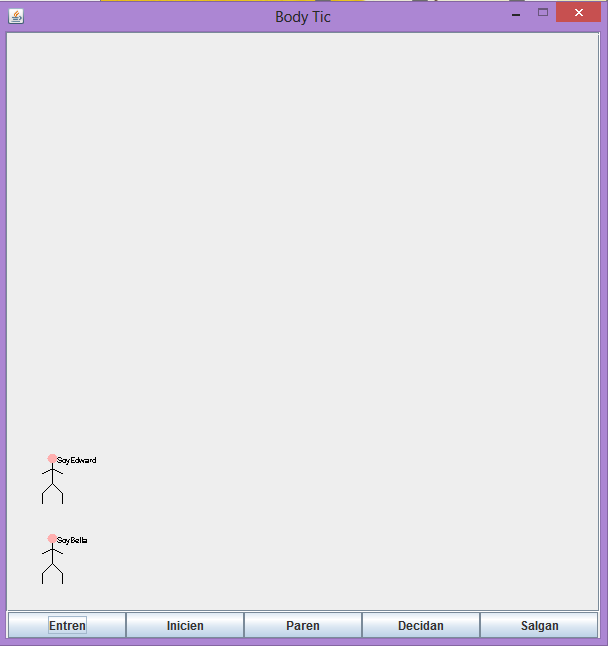 Body Tic
SoyEdward
SoyBella
Entren Inicien Paren Decidan Salgan